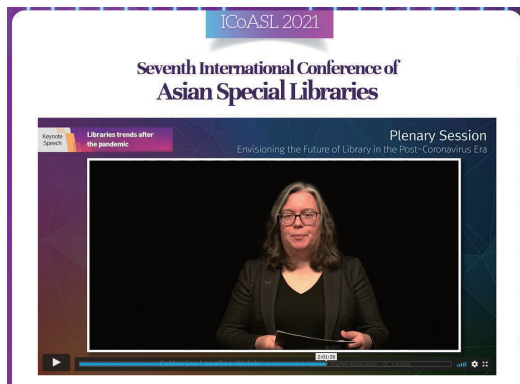 ICoASL 2021
Seventh International Conference of
Asian Special Libraries
Keynote
Speech
Libraries trends after
the pandemic
Plenary Session
Envisioning the Future of Library in the Post-Coronavirus Era
2:01:26